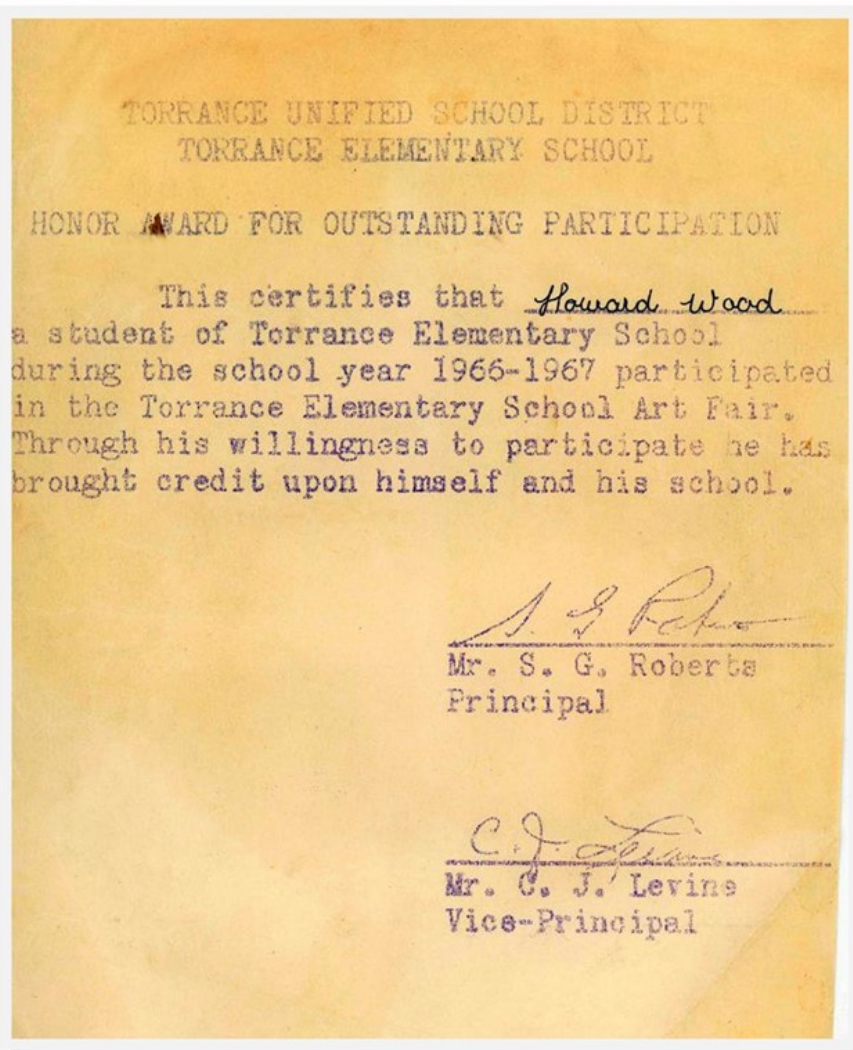 TORRANCE UNIFIED SCHOOL DISTRICT
TORRANCE ELEMENTARY SCHOOL
HONOR AWARD FOR OUTSTANDING PARTICIPATION
This certifies that Howard Wood
a student of Torrance Elementary School
during the school year 1966-1967 participated
in the Torrance Elementary School Art Fair.
Through his willingness to participate he has
brought credit upon himself and his school.
S. G.
Mr. S. G. Roberts
Principal
C. J. Levine
Mr. C. J. Levine
Vice-Principal